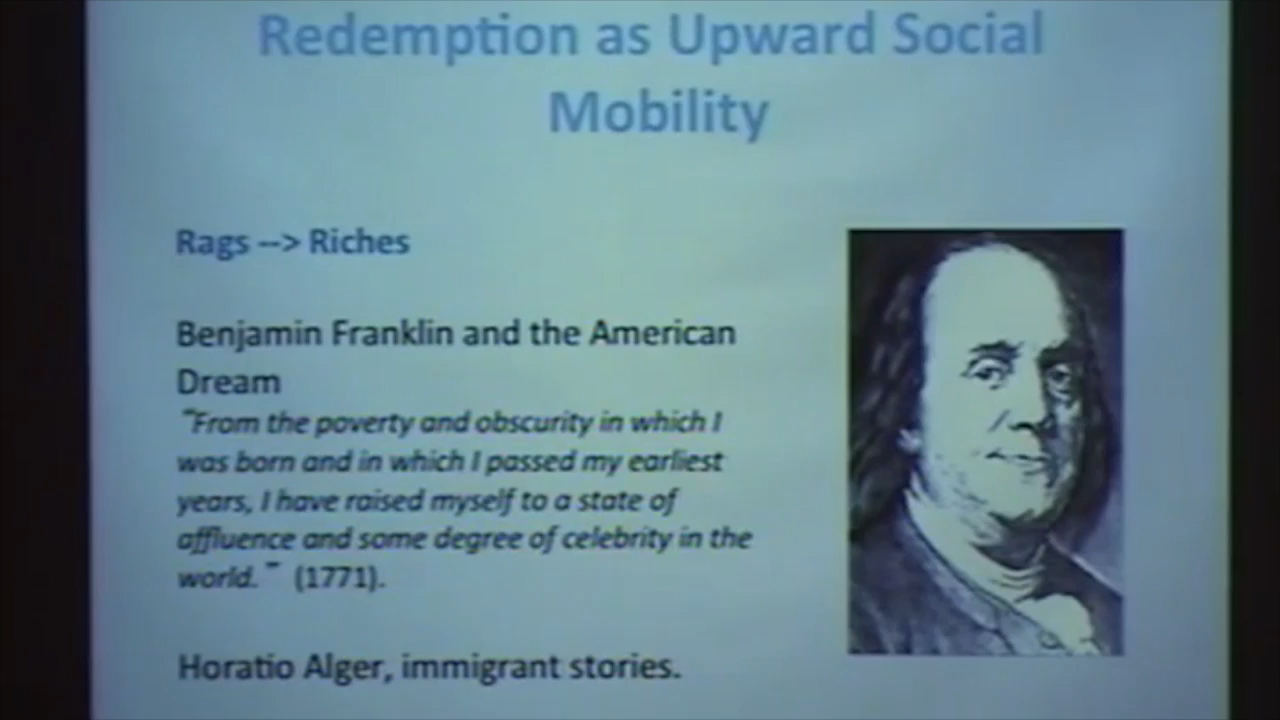 Redemption as Upward Social
Mobility
Rags --> Riches
Benjamin Franklin and the American
Dream
"From the poverty and obscurity in which I
was born and in which I passed my earliest
years, I have raised myself to a state of
affluence and some degree of celebrity in the
world." (1771).
Horatio Alger, immigrant stories.